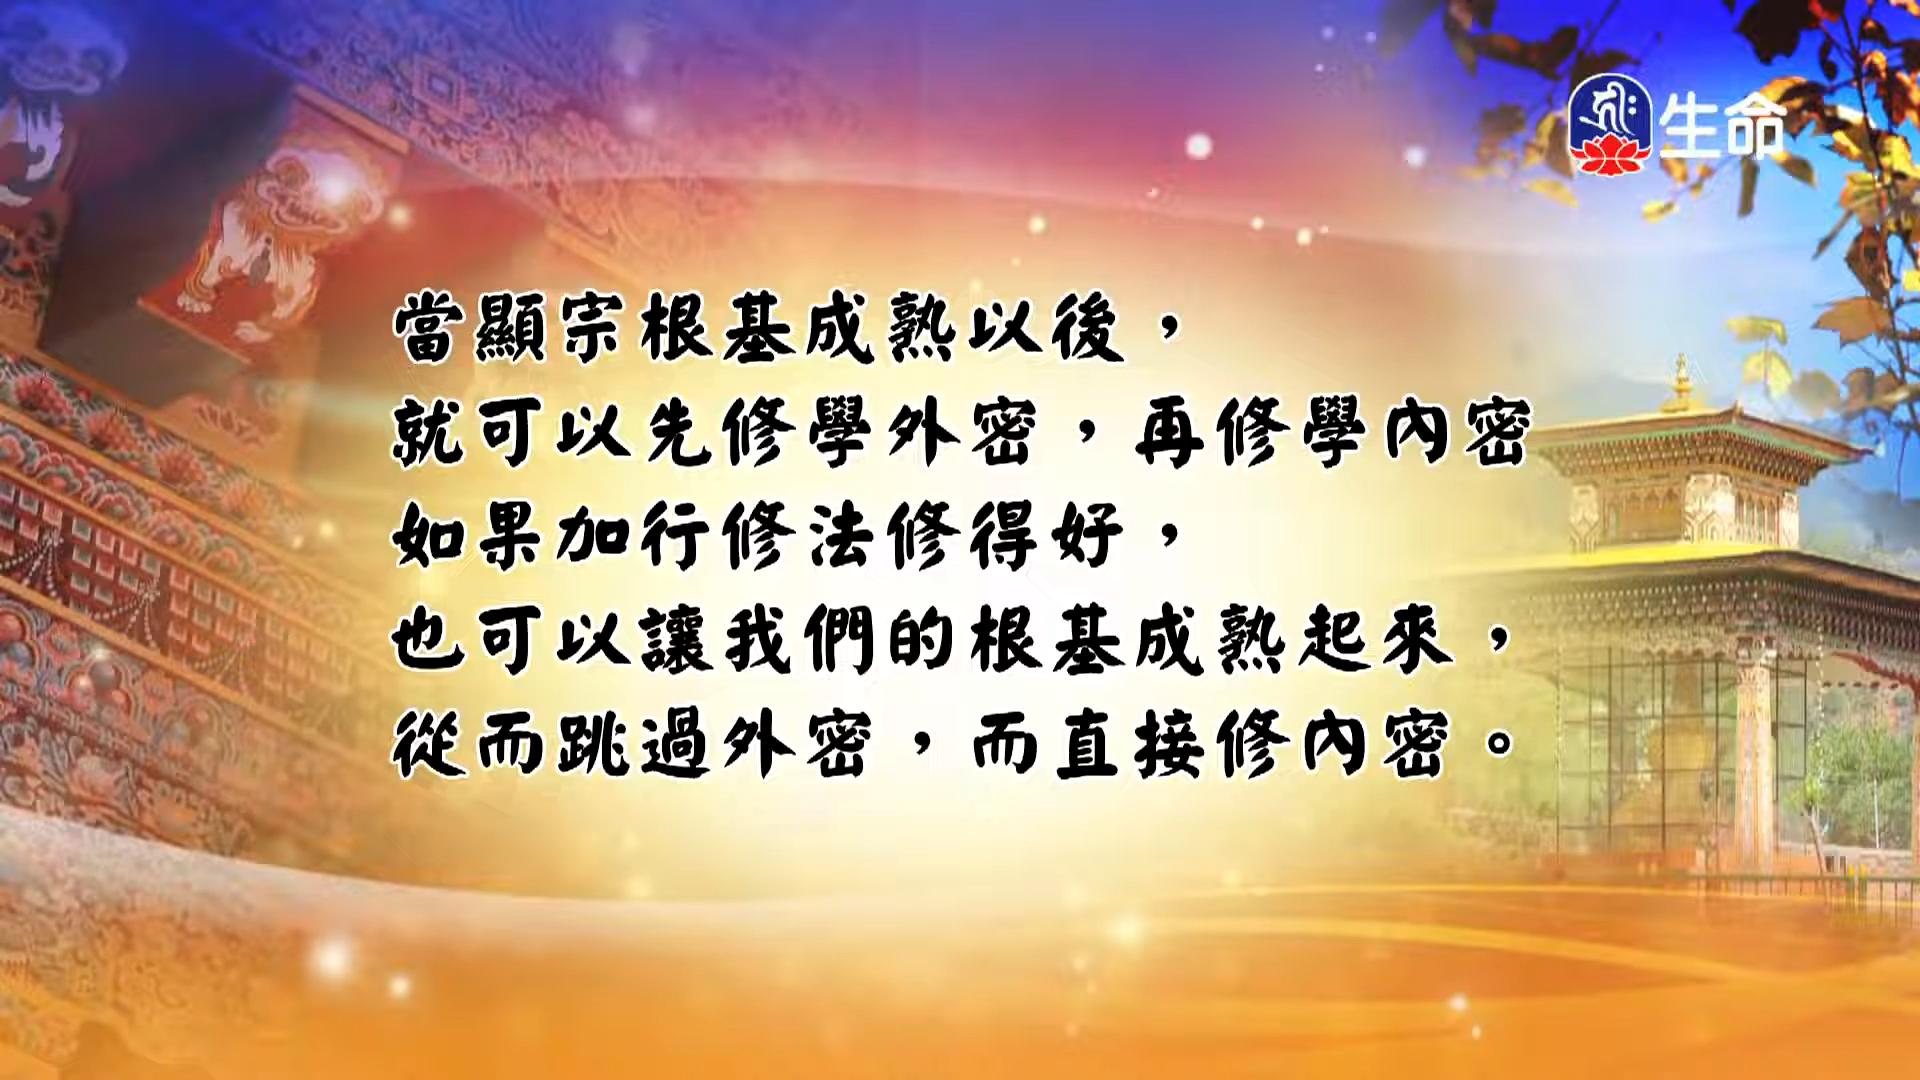 生命
當顯宗根基成熟以後，
就可以先修學外密，再修學內密
如果加行修法修得好，
也可以讓我們的根基成熟起來，
從而跳過外密，而直接修內密。